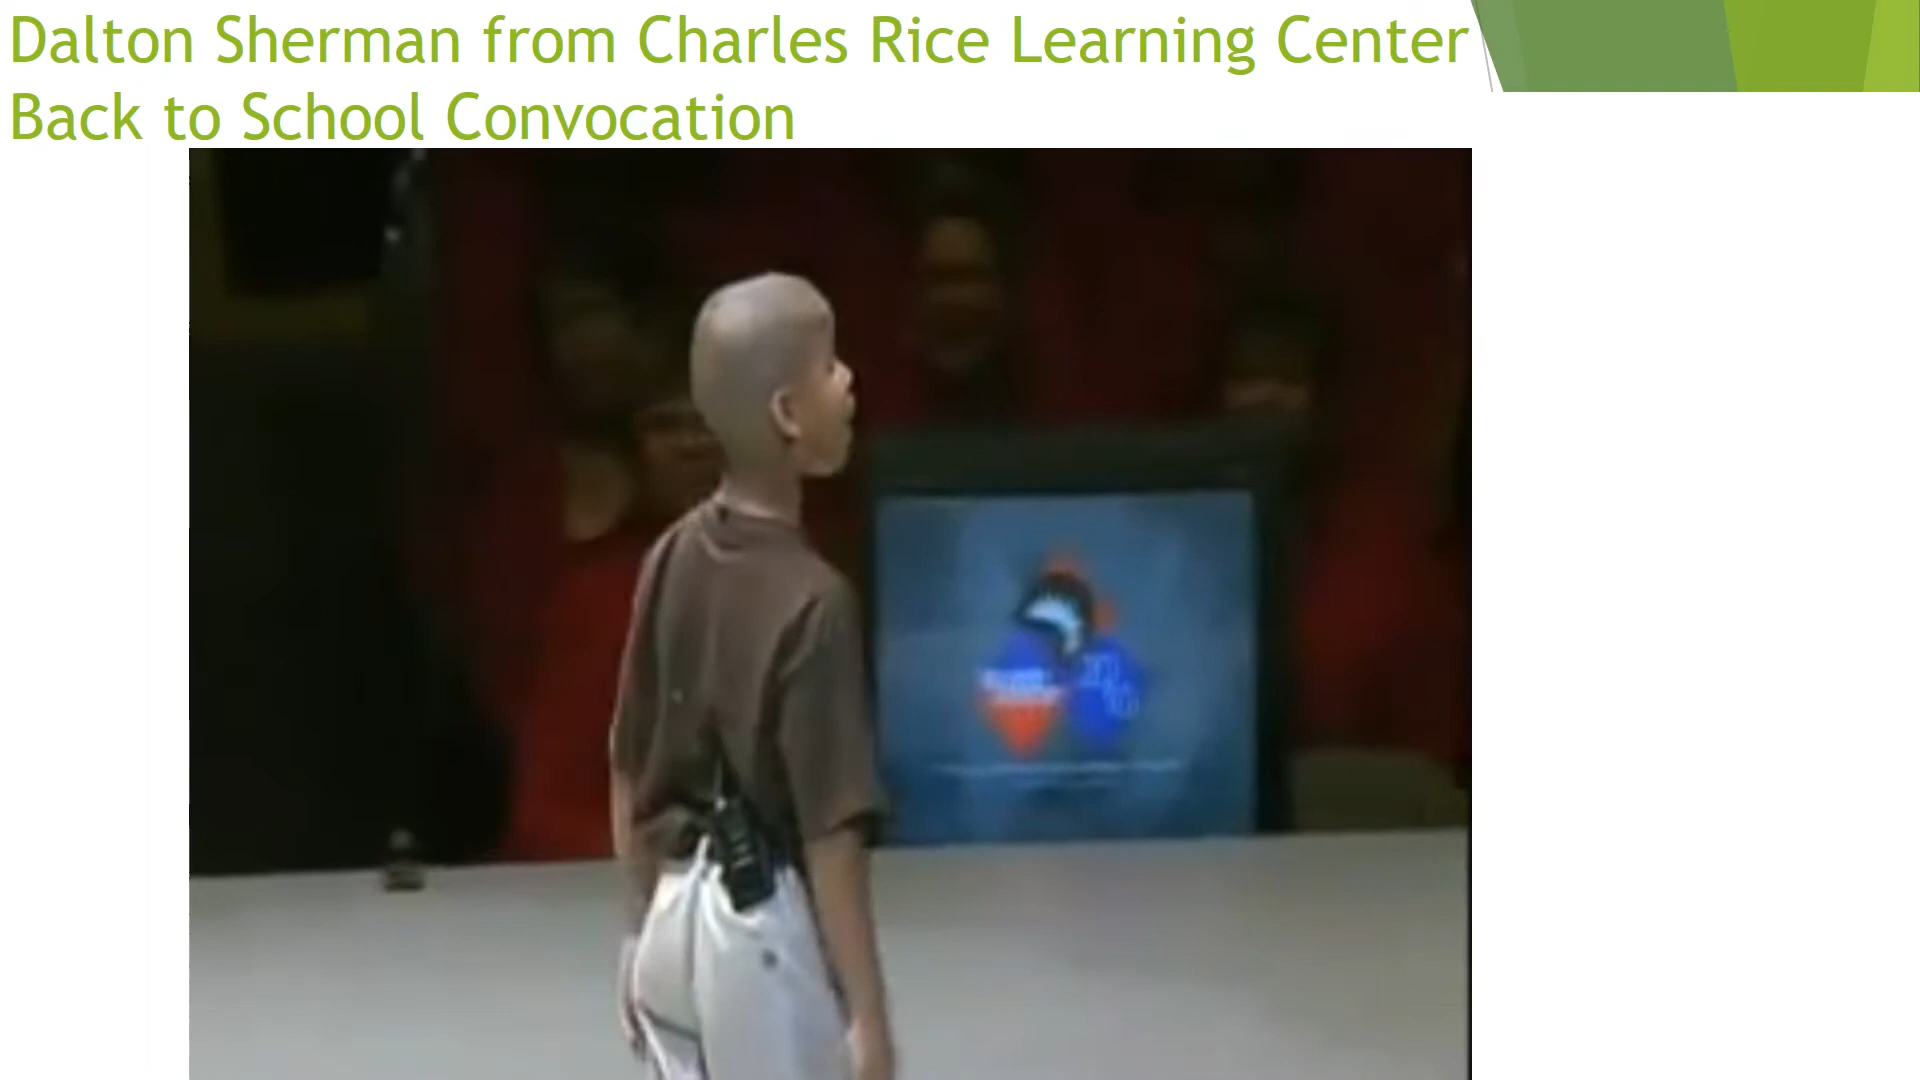 Dalton Sherman from Charles Rice Learning Center
Back to School Convocation